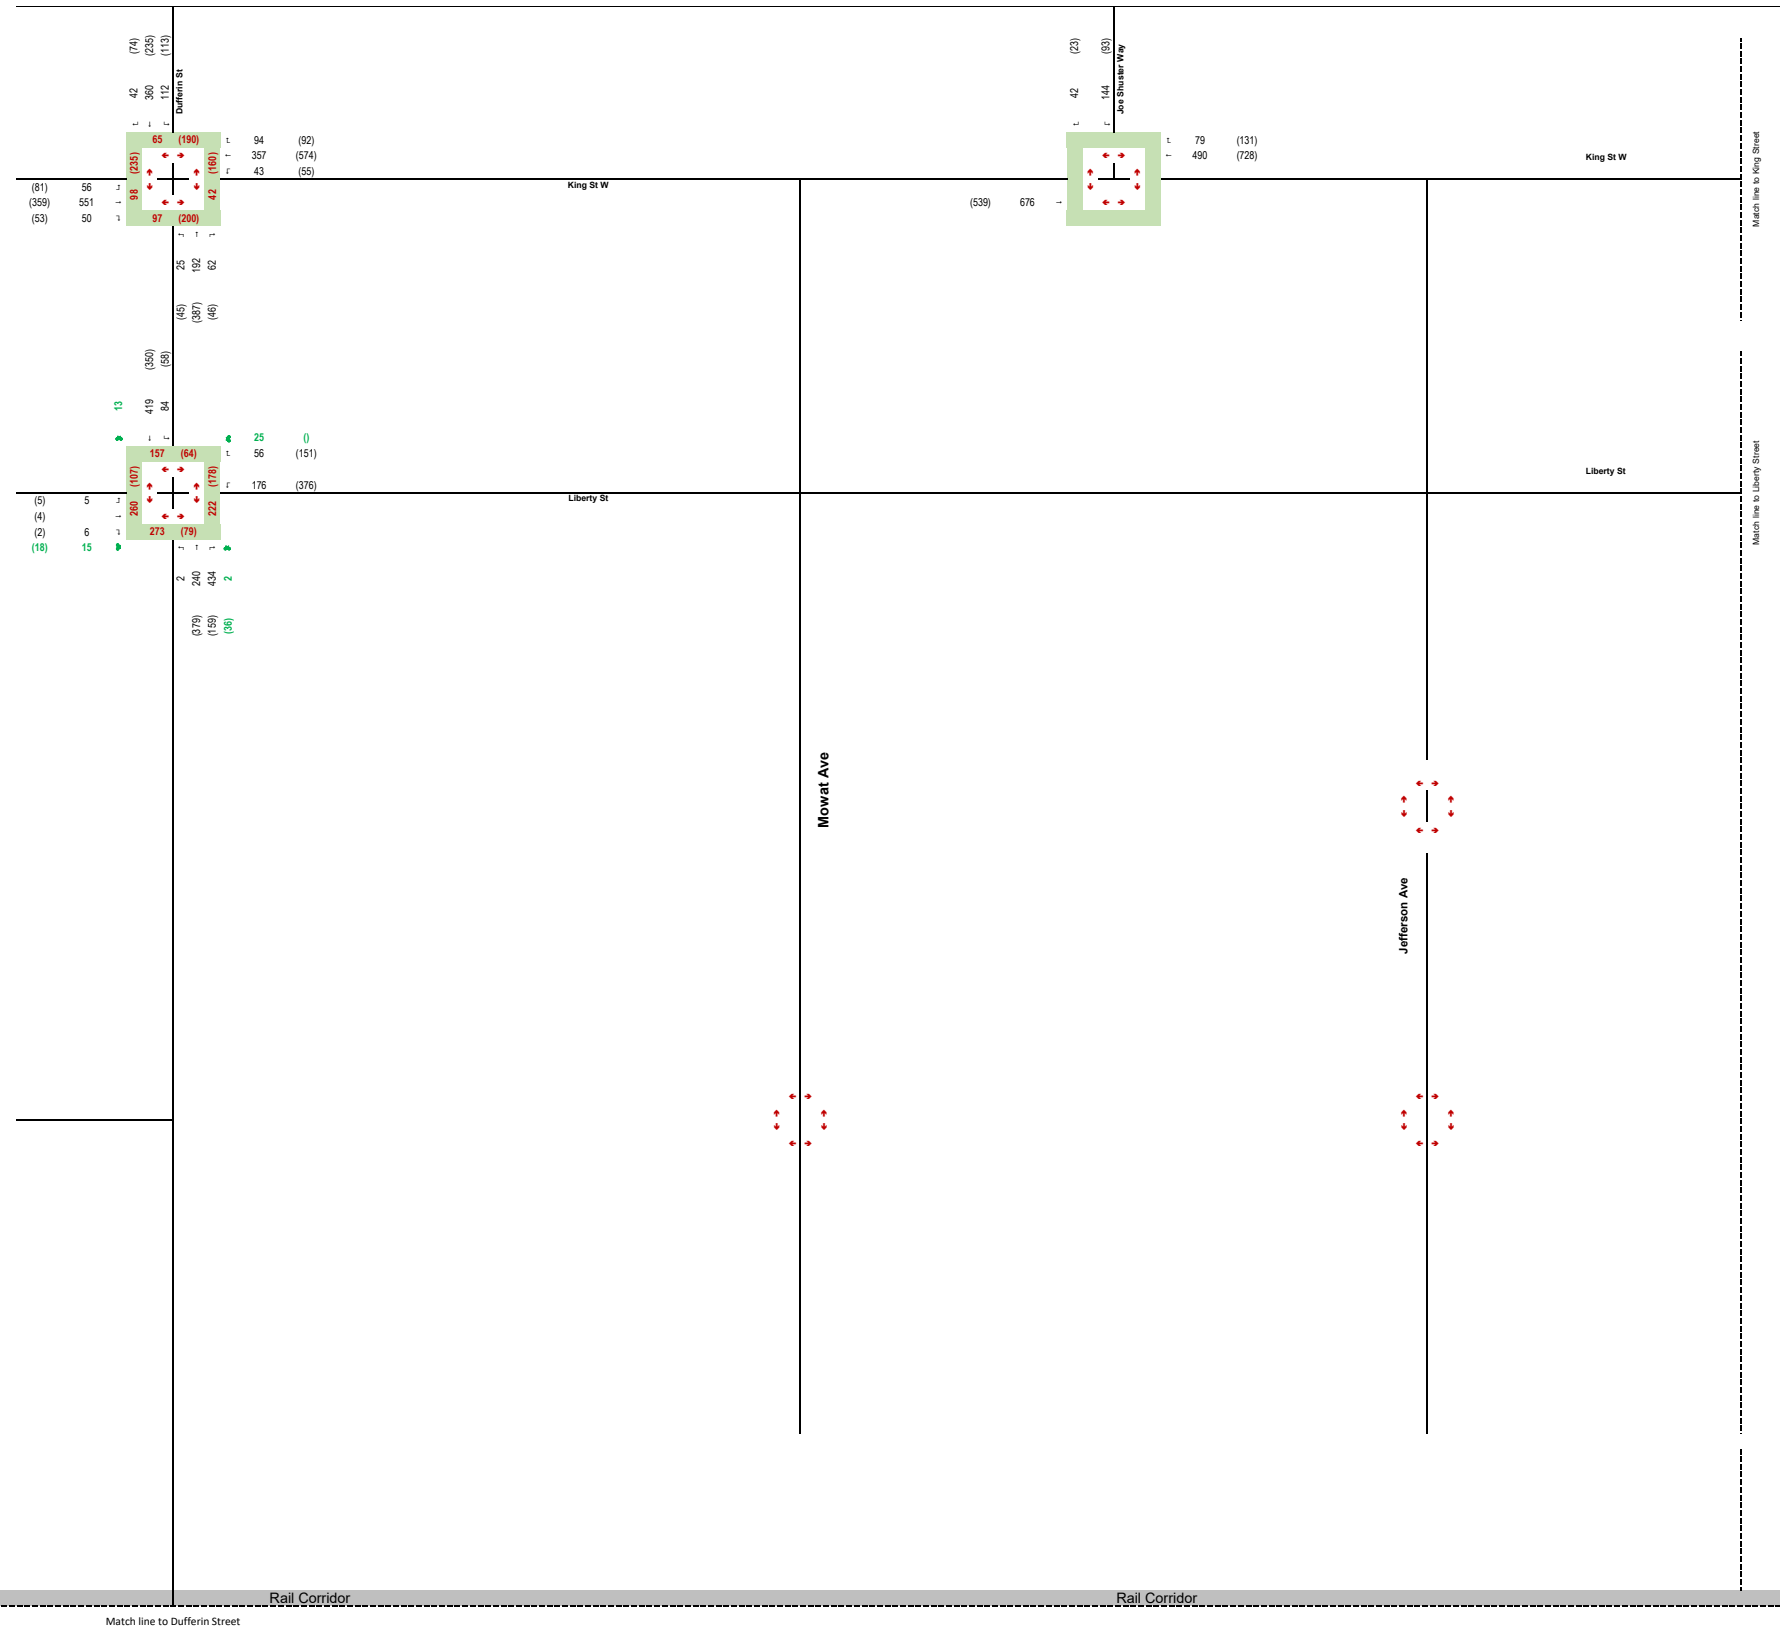 (74) (235) (113)
42 360 112
Dufferin St
65 (190)
94 (92)
357 (574)
43 (55)
(235) 98
(160) 42
(81) 56
(359) 551
(53) 50
97 (200)
25 192 62
(45) (387) (46)
King St W
(23) (93)
42 144
Joe Shuster Way
79 (131)
490 (728)
(539) 676
King St W
Match line to King Street
(350) (58)
13 419 84
25 ()
157 (64)
56 (151)
176 (376)
(107) 260
(178) 222
(5) 5
(4)
(2) 6
(18) 15
273 (79)
2 240 434 2
(379) (159) (36)
Liberty St
Liberty St
Match line to Liberty Street
Mowat Ave
Jefferson Ave
Rail Corridor
Rail Corridor
Match line to Dufferin Street